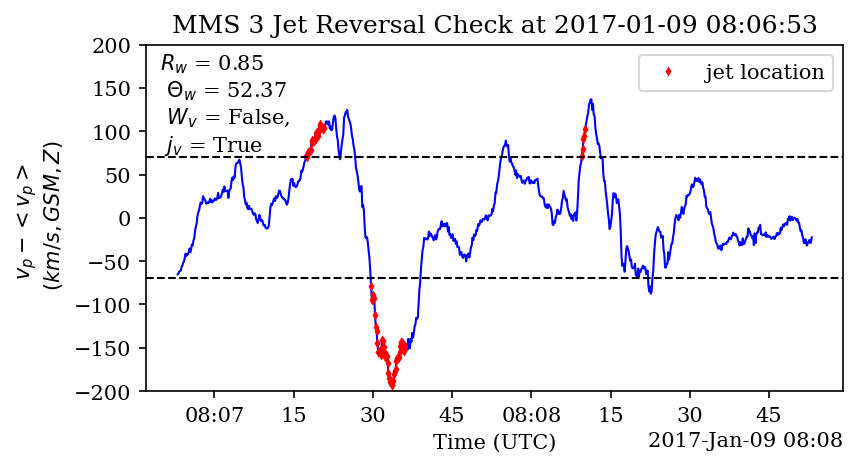 MMS 3 Jet Reversal Check at 2017-01-09 08:06:53
200
150
100
50
0
−50
−100
−150
−200
v_p − < v_p >
(km/s, GSM, Z)
R_w = 0.85
Θ_w = 52.37
W_v = False,
j_v = True
jet location
08:07 15 30 45 08:08 15 30 45
Time (UTC)
2017-Jan-09 08:08